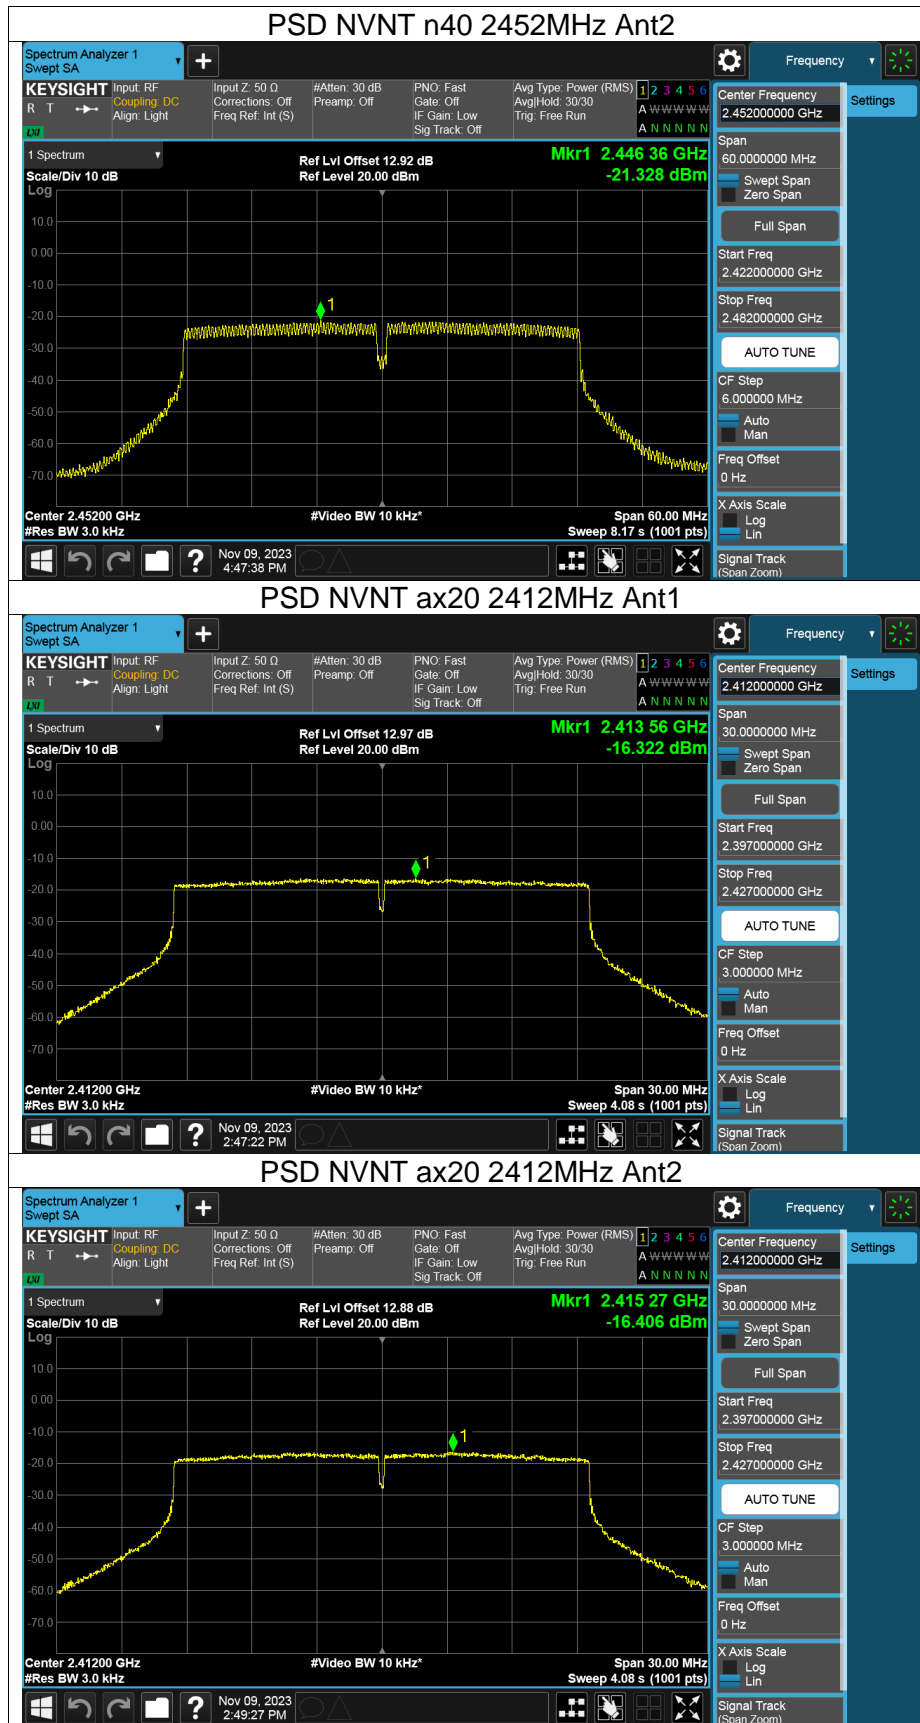 PSD NVNT n40 2452MHz Ant2
Spectrum Analyzer 1
Swept SA
+
Frequency
KEYSIGHT
R T
LXI
Input: RF
Coupling: DC
Align: Light
Input Z: 50 Ω
Corrections: Off
Freq Ref: Int (S)
#Atten: 30 dB
Preamp: Off
PNO: Fast
Gate: Off
IF Gain: Low
Sig Track: Off
Avg Type: Power (RMS)
Avg|Hold: 30/30
Trig: Free Run
1 2 3 4 5 6
A W W W W W
A N N N N N
Center Frequency
2.452000000 GHz
Settings
Span
60.0000000 MHz
Swept Span
Zero Span
Full Span
Start Freq
2.422000000 GHz
Stop Freq
2.482000000 GHz
AUTO TUNE
CF Step
6.000000 MHz
Auto
Man
Freq Offset
0 Hz
X Axis Scale
Log
Lin
Signal Track
(Span Zoom)
1 Spectrum
Scale/Div 10 dB
Ref Lvl Offset 12.92 dB
Ref Level 20.00 dBm
Mkr1 2.446 36 GHz
-21.328 dBm
Log
10.0
0.00
-10.0
-20.0
-30.0
-40.0
-50.0
-60.0
-70.0
1
Center 2.45200 GHz
#Res BW 3.0 kHz
#Video BW 10 kHz*
Span 60.00 MHz
Sweep 8.17 s (1001 pts)
?
Nov 09, 2023
4:47:38 PM
PSD NVNT ax20 2412MHz Ant1
Spectrum Analyzer 1
Swept SA
+
Frequency
KEYSIGHT
R T
LXI
Input: RF
Coupling: DC
Align: Light
Input Z: 50 Ω
Corrections: Off
Freq Ref: Int (S)
#Atten: 30 dB
Preamp: Off
PNO: Fast
Gate: Off
IF Gain: Low
Sig Track: Off
Avg Type: Power (RMS)
Avg|Hold: 30/30
Trig: Free Run
1 2 3 4 5 6
A W W W W W
A N N N N N
Center Frequency
2.412000000 GHz
Settings
Span
30.0000000 MHz
Swept Span
Zero Span
Full Span
Start Freq
2.397000000 GHz
Stop Freq
2.427000000 GHz
AUTO TUNE
CF Step
3.000000 MHz
Auto
Man
Freq Offset
0 Hz
X Axis Scale
Log
Lin
Signal Track
(Span Zoom)
1 Spectrum
Scale/Div 10 dB
Ref Lvl Offset 12.97 dB
Ref Level 20.00 dBm
Mkr1 2.413 56 GHz
-16.322 dBm
Log
10.0
0.00
-10.0
-20.0
-30.0
-40.0
-50.0
-60.0
-70.0
1
Center 2.41200 GHz
#Res BW 3.0 kHz
#Video BW 10 kHz*
Span 30.00 MHz
Sweep 4.08 s (1001 pts)
?
Nov 09, 2023
2:47:22 PM
PSD NVNT ax20 2412MHz Ant2
Spectrum Analyzer 1
Swept SA
+
Frequency
KEYSIGHT
R T
LXI
Input: RF
Coupling: DC
Align: Light
Input Z: 50 Ω
Corrections: Off
Freq Ref: Int (S)
#Atten: 30 dB
Preamp: Off
PNO: Fast
Gate: Off
IF Gain: Low
Sig Track: Off
Avg Type: Power (RMS)
Avg|Hold: 30/30
Trig: Free Run
1 2 3 4 5 6
A W W W W W
A N N N N N
Center Frequency
2.412000000 GHz
Settings
Span
30.0000000 MHz
Swept Span
Zero Span
Full Span
Start Freq
2.397000000 GHz
Stop Freq
2.427000000 GHz
AUTO TUNE
CF Step
3.000000 MHz
Auto
Man
Freq Offset
0 Hz
X Axis Scale
Log
Lin
Signal Track
(Span Zoom)
1 Spectrum
Scale/Div 10 dB
Ref Lvl Offset 12.88 dB
Ref Level 20.00 dBm
Mkr1 2.415 27 GHz
-16.406 dBm
Log
10.0
0.00
-10.0
-20.0
-30.0
-40.0
-50.0
-60.0
-70.0
1
Center 2.41200 GHz
#Res BW 3.0 kHz
#Video BW 10 kHz*
Span 30.00 MHz
Sweep 4.08 s (1001 pts)
?
Nov 09, 2023
2:49:27 PM